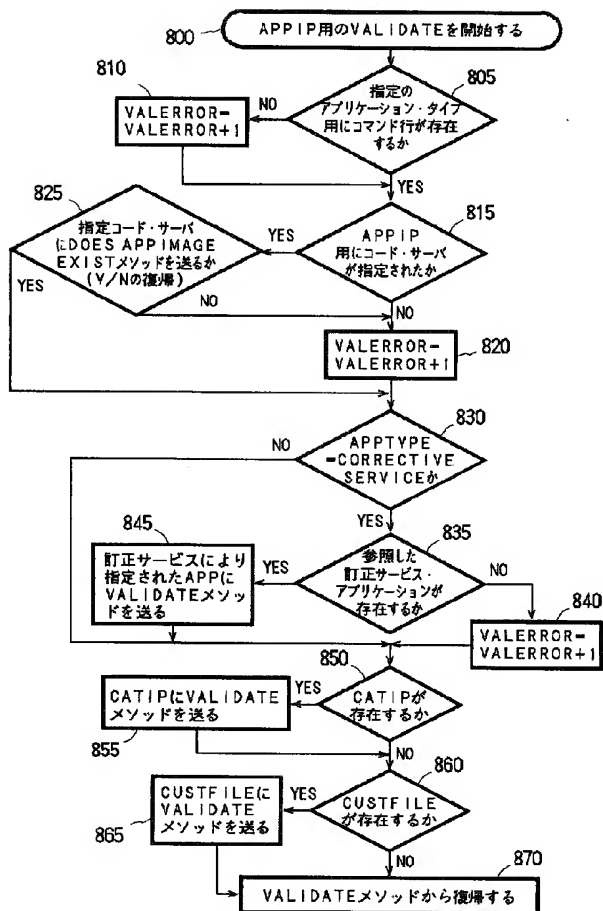 800
APPIP用のVALIDATEを開始する
810
805
指定の
アプリケーション・タイプ
用にコマンド行が存在
するか
NO
VALERROR=
VALERROR+1
YES
825
815
指定コード・サーバ
にDOES APPIMAGE
EXISTメソッドを送るか
(Y/Nの復帰)
YES
APPIP
用にコード・サーバ
が指定されたか
YES
NO
NO
VALERROR=
VALERROR+1
820
830
NO
APPTYPE
=CORRECTIVE
SERVICEか
YES
845
835
訂正サービスにより
指定されたAPPに
VALIDATEメソッ
ドを送る
YES
参照した
訂正サービス・
アプリケーションが
存在するか
NO
840
VALERROR=
VALERROR+1
850
CATIPにVALIDATE
メソッドを送る
YES
CATIPが
存在するか
855
NO
860
CUSTFILEに
VALIDATE
メソッドを送る
YES
CUSTFILE
が存在するか
865
NO
870
VALIDATEメソッドから復帰する